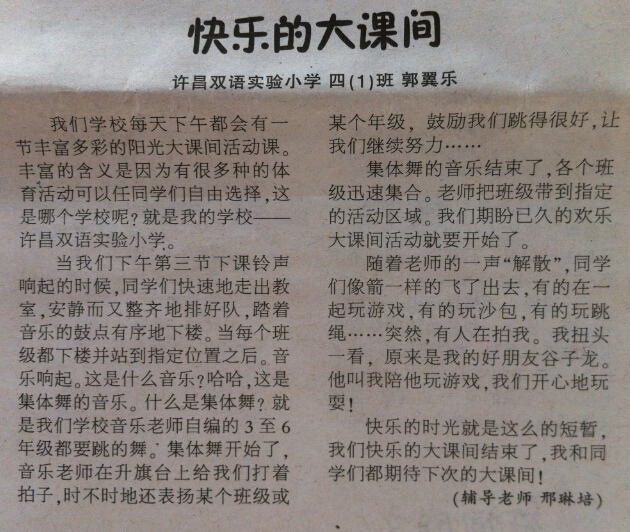 快乐的大课间
许昌双语实验小学 四(1)班 郭翼乐
我们学校每天下午都会有一
节丰富多彩的阳光大课间活动课。
丰富的含义是因为有很多种的体
育活动可以任同学们自由选择,这
是哪个学校呢?就是我的学校——
许昌双语实验小学。
当我们下午第三节下课铃声
响起的时候,同学们快速地走出教
室,安静而又整齐地排好队,踏着
音乐的鼓点有序地下楼。当每个班
级都下楼并站到指定位置之后。音
乐响起。这是什么音乐?哈哈,这是
集体舞的音乐。什么是集体舞?就
是我们学校音乐老师自编的3至6
年级都要跳的舞。集体舞开始了,
音乐老师在升旗台上给我们打着
拍子,时不时地还表扬某个班级或
某个年级,鼓励我们跳得很好,让
我们继续努力……
集体舞的音乐结束了,各个班
级迅速集合。老师把班级带到指定
的活动区域。我们期盼已久的欢乐
大课间活动就要开始了。
随着老师的一声“解散”,同学
们像箭一样的飞了出去,有的在一
起玩游戏,有的玩沙包,有的玩跳
绳……突然,有人在拍我。我扭头
一看,原来是我的好朋友谷子龙。
他叫我陪他玩游戏,我们开心地玩
耍!
快乐的时光就是这么的短暂,
我们快乐的大课间结束了,我和同
学们都期待下次的大课间!
(辅导老师 邢琳培)